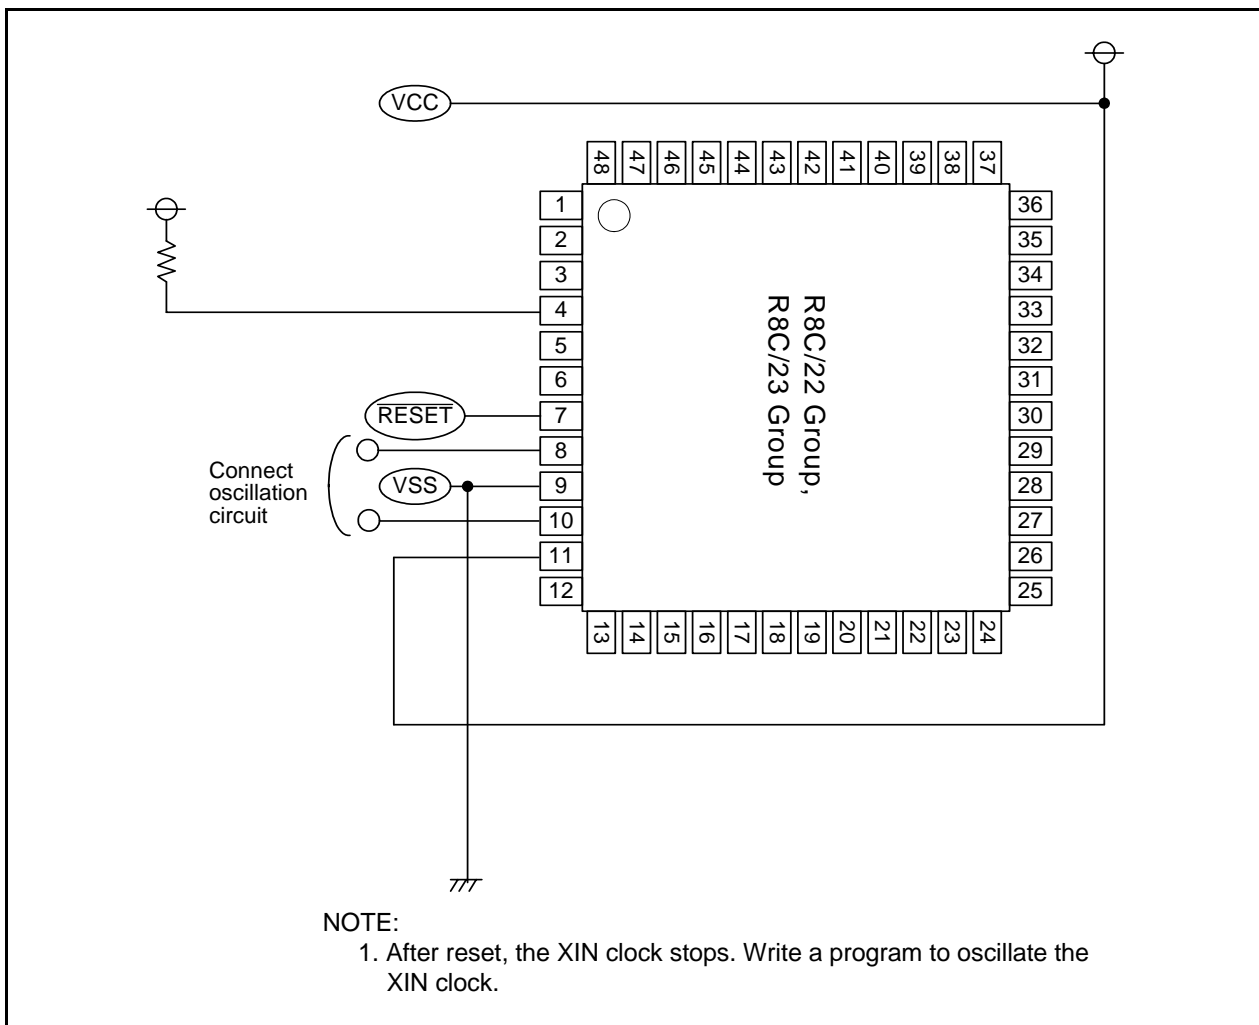 VCC
48 47 46 45 44 43 42 41 40 39 38 37
1
2
3
4
5
6
7
8
9
10
11
12
36
35
34
33
32
31
30
29
28
27
26
25
R8C/22 Group,
R8C/23 Group
RESET
Connect
oscillation
circuit
VSS
13 14 15 16 17 18 19 20 21 22 23 24
NOTE:
1. After reset, the XIN clock stops. Write a program to oscillate the
XIN clock.